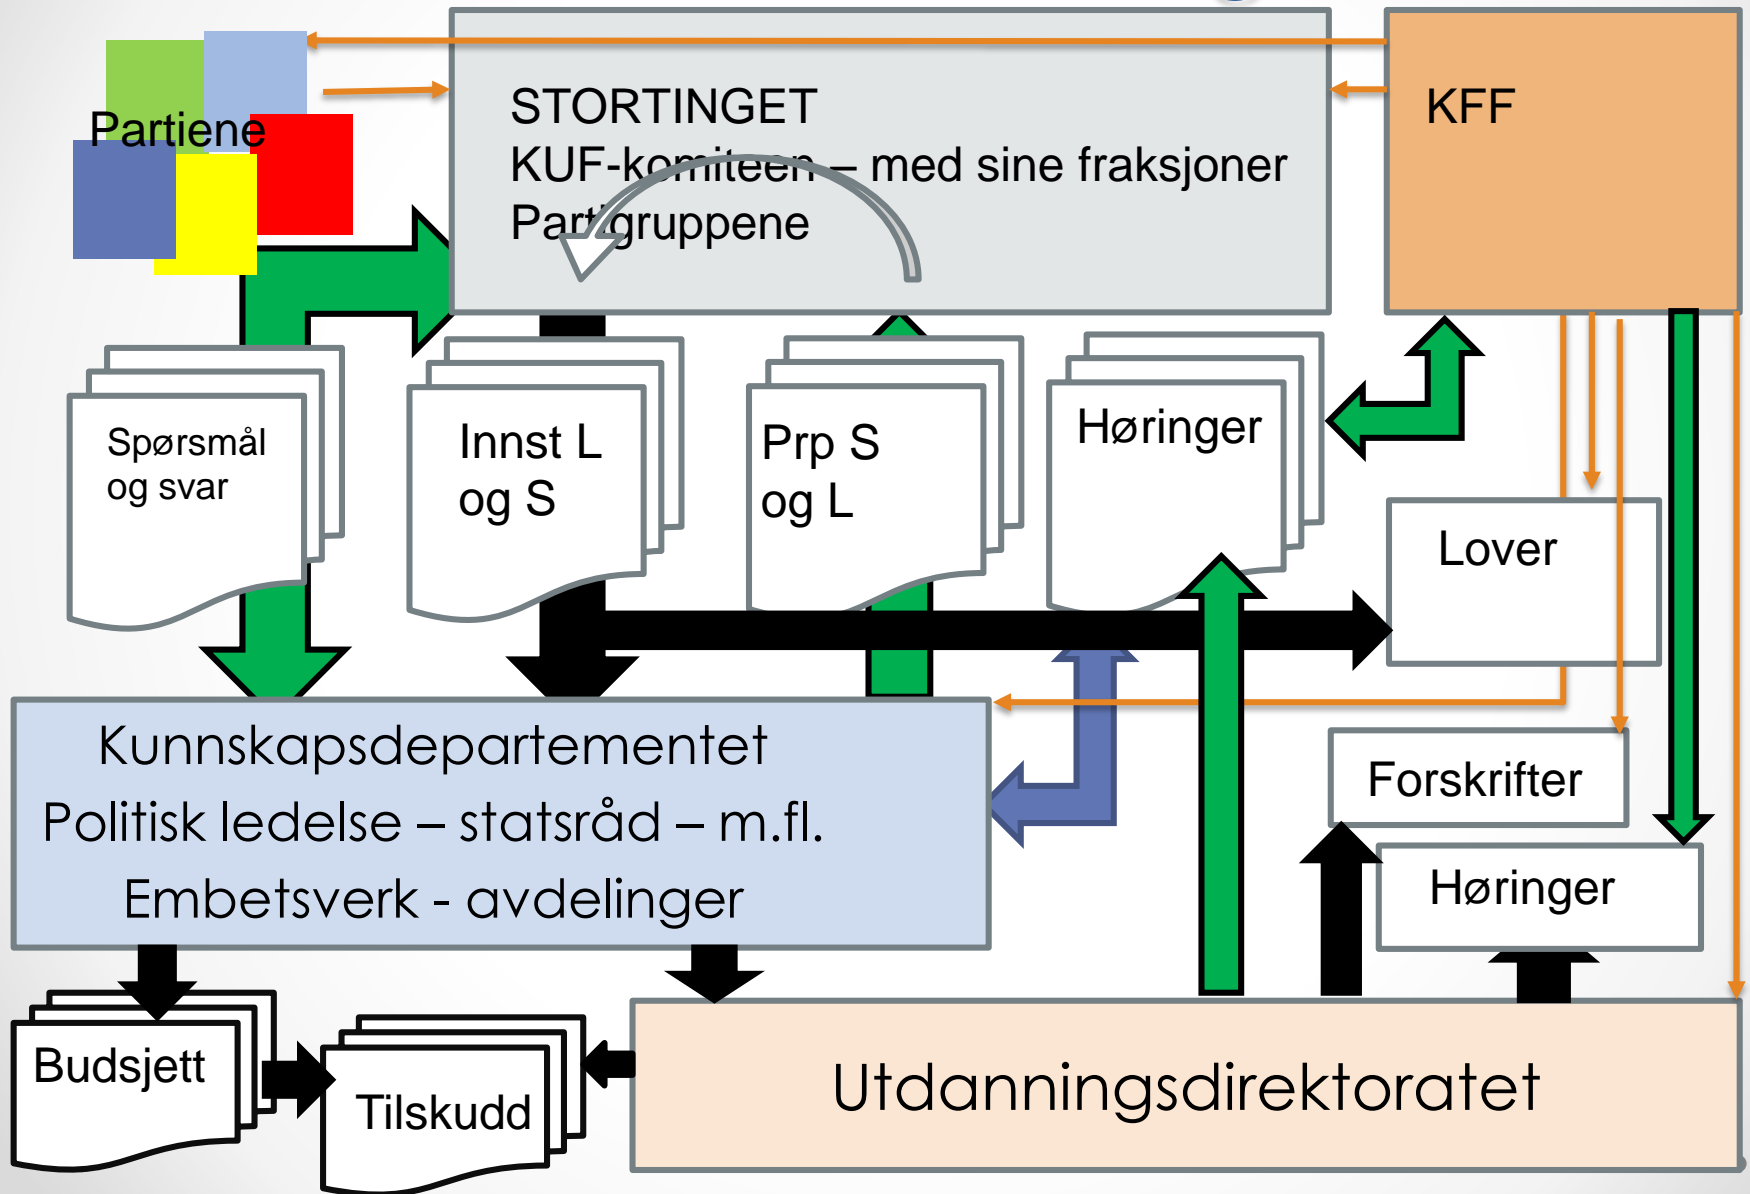 Partiene
STORTINGET
KUF-komiteen – med sine fraksjoner
Partigruppene
KFF
Spørsmål
og svar
Innst L
og S
Prp S
og L
Høringer
Lover
Kunnskapsdepartementet
Politisk ledelse – statsråd – m.fl.
Embetsverk - avdelinger
Forskrifter
Høringer
Budsjett
Tilskudd
Utdanningsdirektoratet